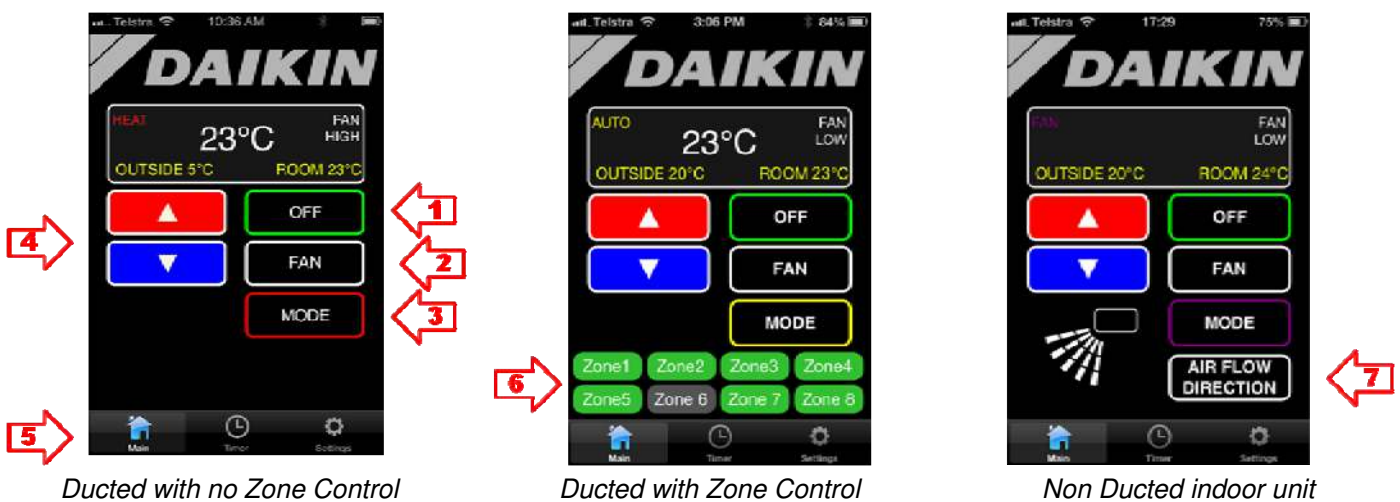 Telstra 10:36 AM
DAIKIN
HEAT 23°C FAN HIGH
OUTSIDE 5°C ROOM 23°C
OFF
1
FAN
2
4
MODE
3
5
Main Timer Settings
Ducted with no Zone Control
Telstra 3:06 PM 84%
DAIKIN
AUTO 23°C FAN LOW
OUTSIDE 20°C ROOM 23°C
OFF
FAN
MODE
Zone1 Zone2 Zone3 Zone4
6
Zone5 Zone 6 Zone 7 Zone 8
Main Timer Settings
Ducted with Zone Control
Telstra 17:29 75%
DAIKIN
FAN FAN LOW
OUTSIDE 20°C ROOM 24°C
OFF
FAN
MODE
AIR FLOW
DIRECTION
7
Main Timer Settings
Non Ducted indoor unit